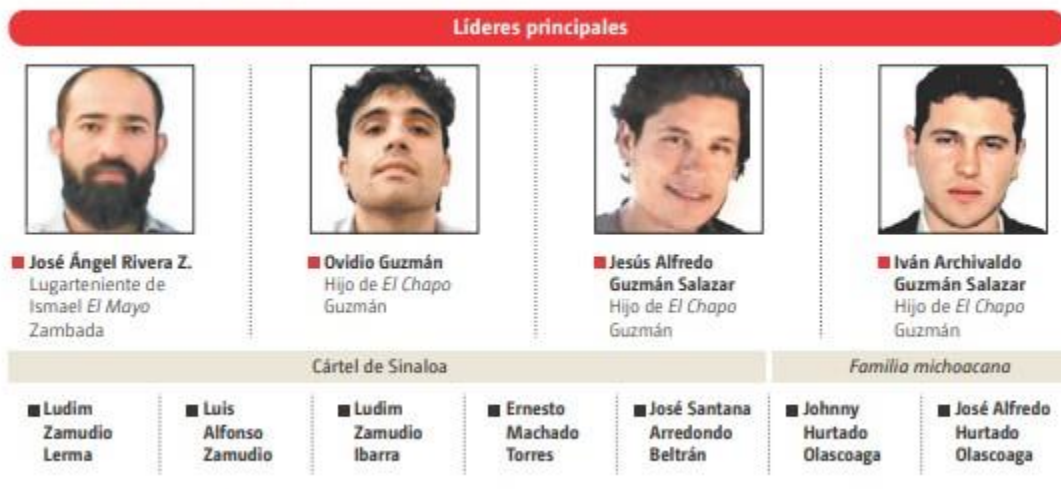 Líderes principales
José Ángel Rivera Z.
Lugarteniente de
Ismael El Mayo
Zambada
Ovidio Guzmán
Hijo de El Chapo
Guzmán
Jesús Alfredo
Guzmán Salazar
Hijo de El Chapo
Guzmán
Iván Archivaldo
Guzmán Salazar
Hijo de El Chapo
Guzmán
Cártel de Sinaloa
Ludim
Zamudio
Lerma
Luis
Alfonso
Zamudio
Ludim
Zamudio
Ibarra
Ernesto
Machado
Torres
José Santana
Arredondo
Beltrán
Familia michoacana
Johnny
Hurtado
Olascoaga
José Alfredo
Hurtado
Olascoaga